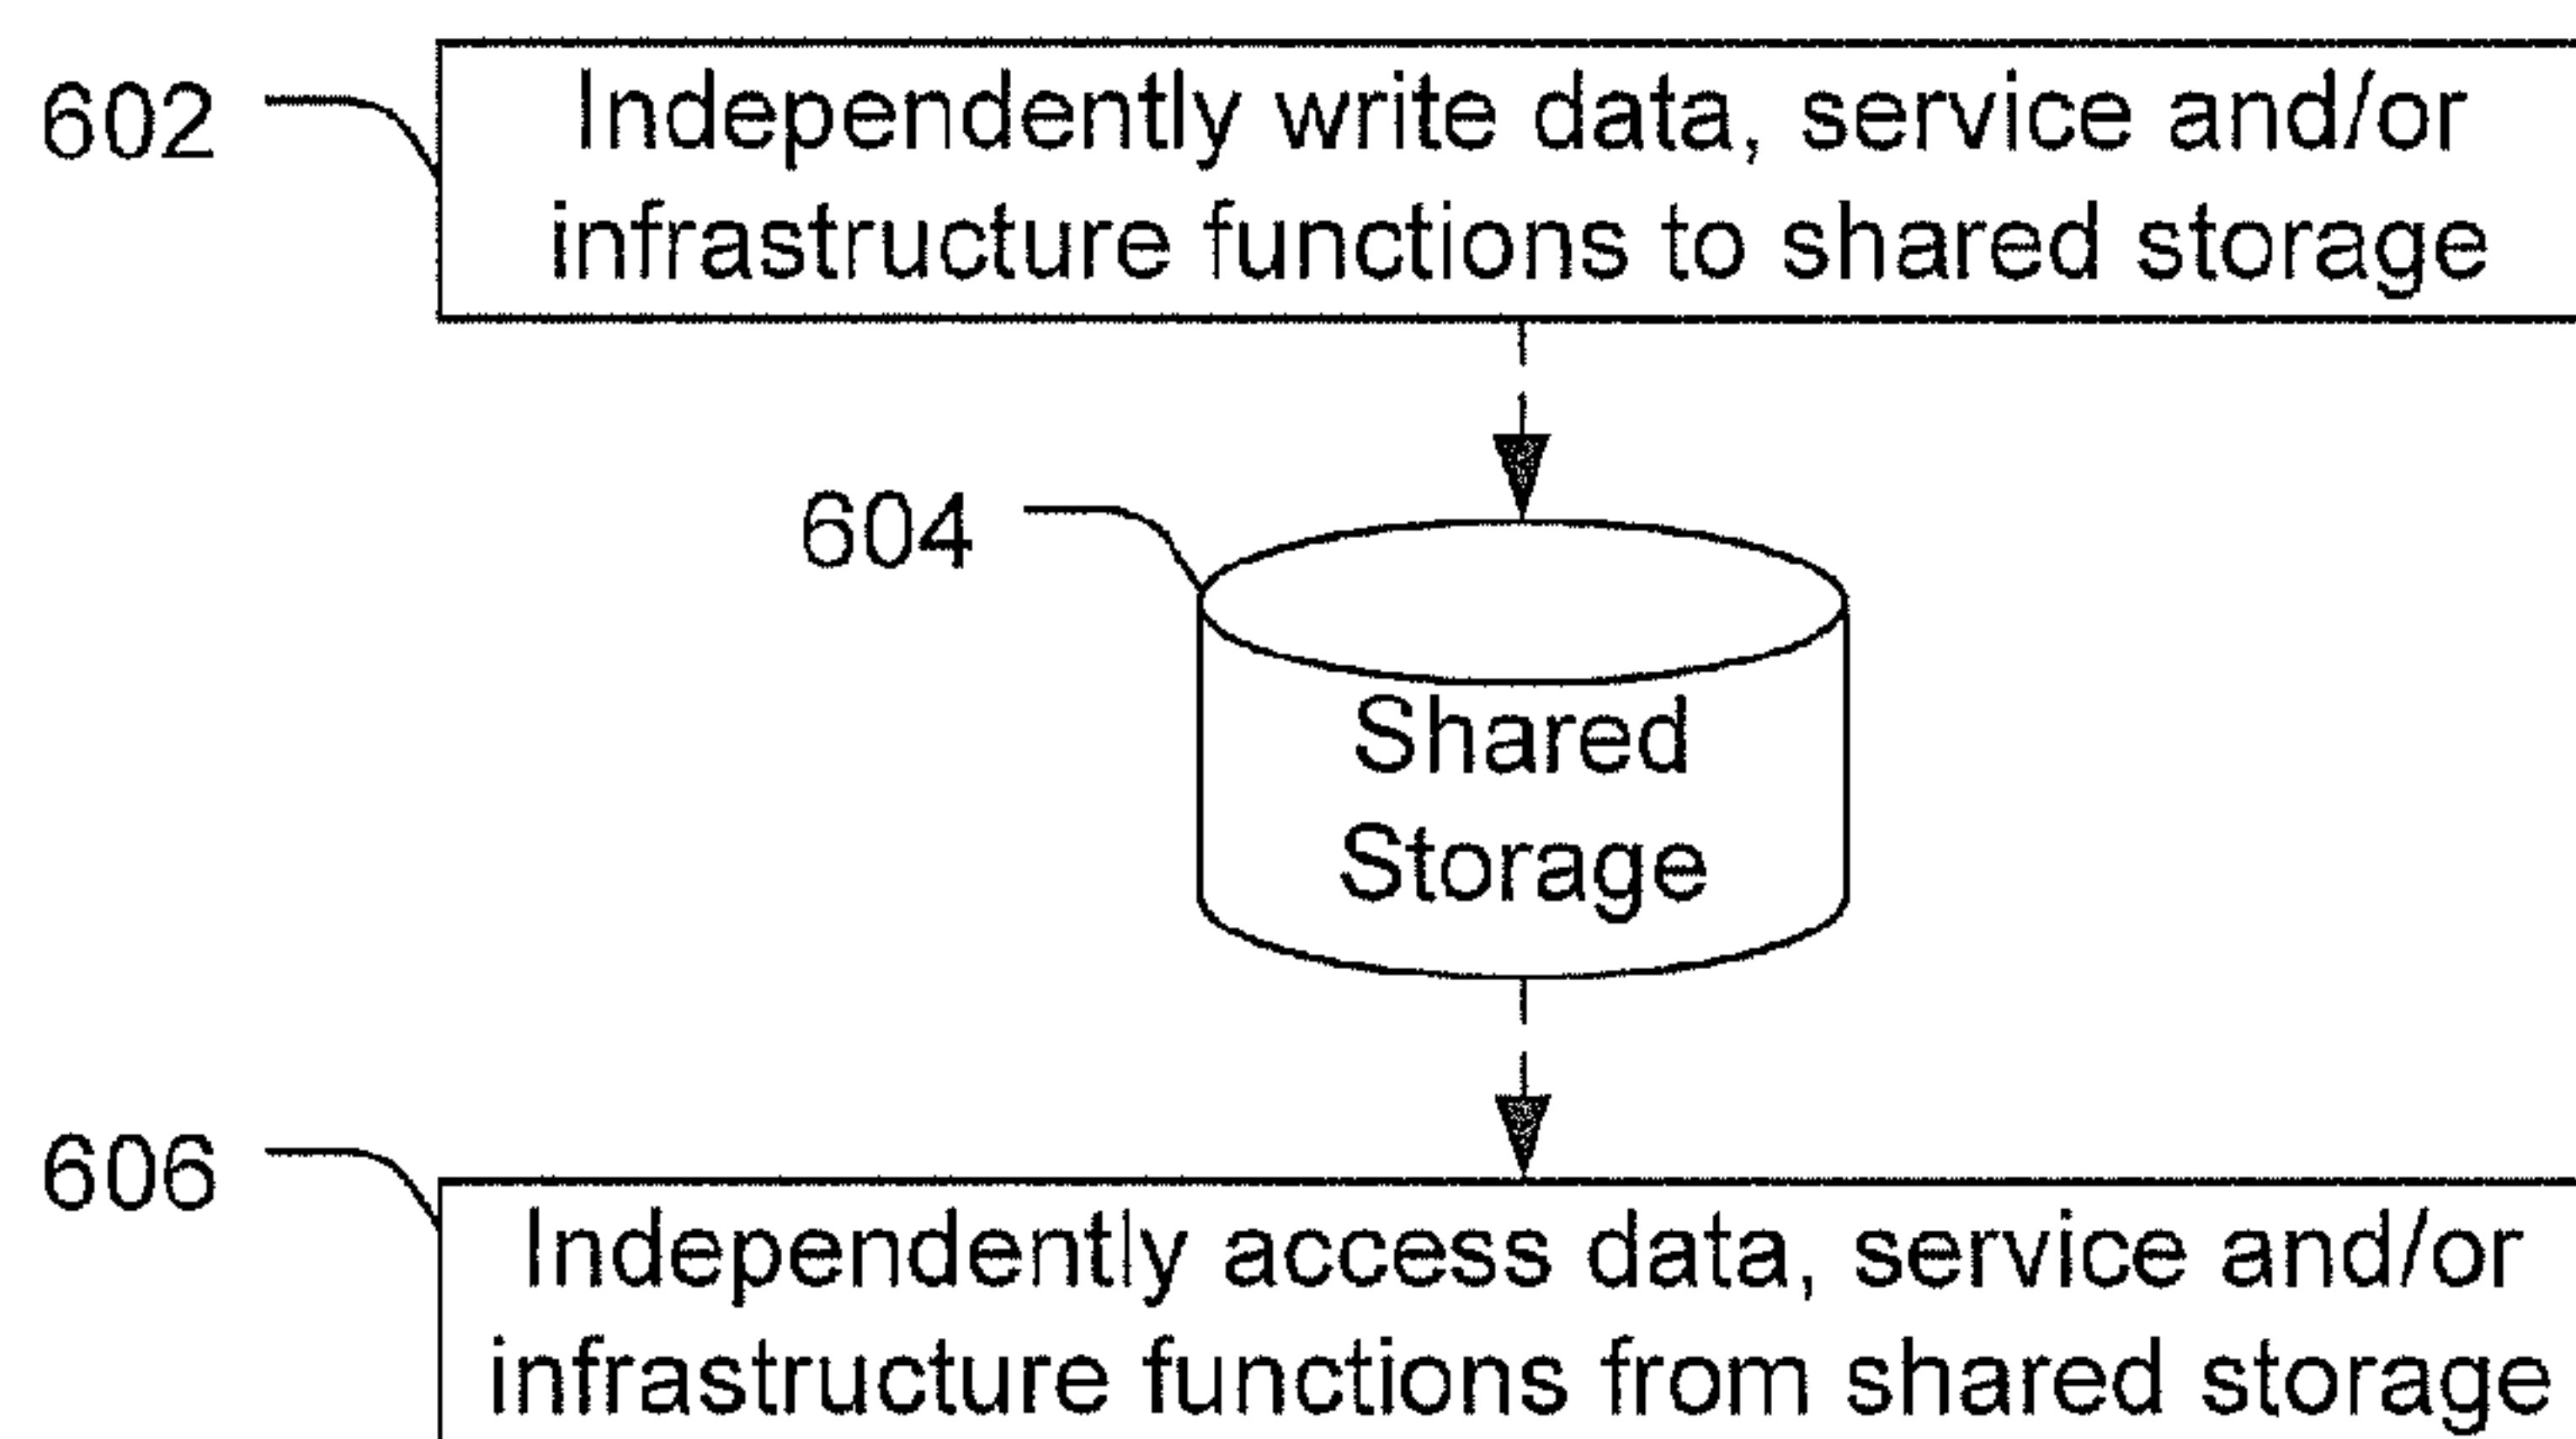 602
Independently write data, service and/or
infrastructure functions to shared storage
604
Shared
Storage
606
Independently access data, service and/or
infrastructure functions from shared storage